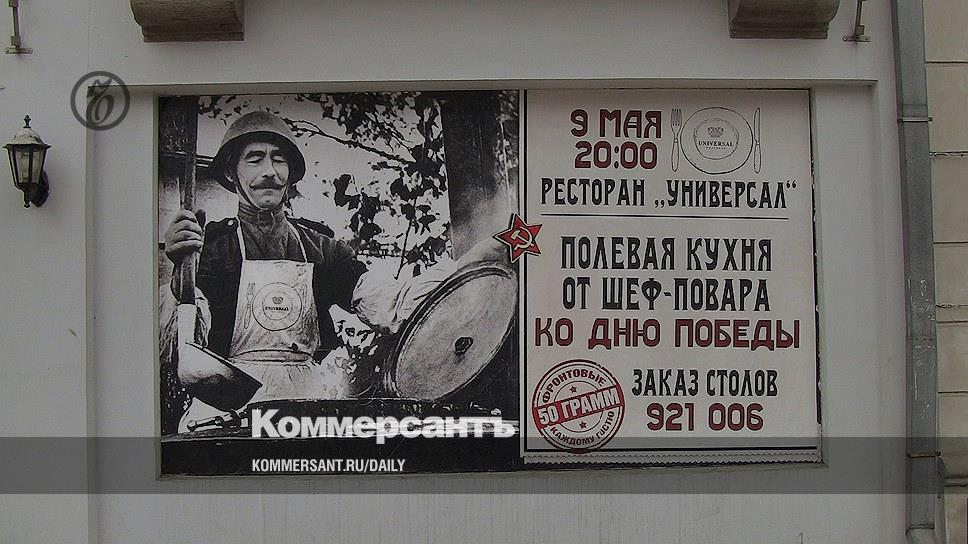 9 МАЯ
20:00
UNIVERSAL
РЕСТОРАН „УНИВЕРСАЛ“
ПОЛЕВАЯ КУХНЯ
ОТ ШЕФ-ПОВАРА
КО ДНЮ ПОБЕДЫ
UNIVERSAL
ФРОНТОВЫЕ
50 ГРАММ
КАЖДОМУ ГОСТЮ
ЗАКАЗ СТОЛОВ
921 006
Коммерсантъ
KOMMERSANT.RU/DAILY